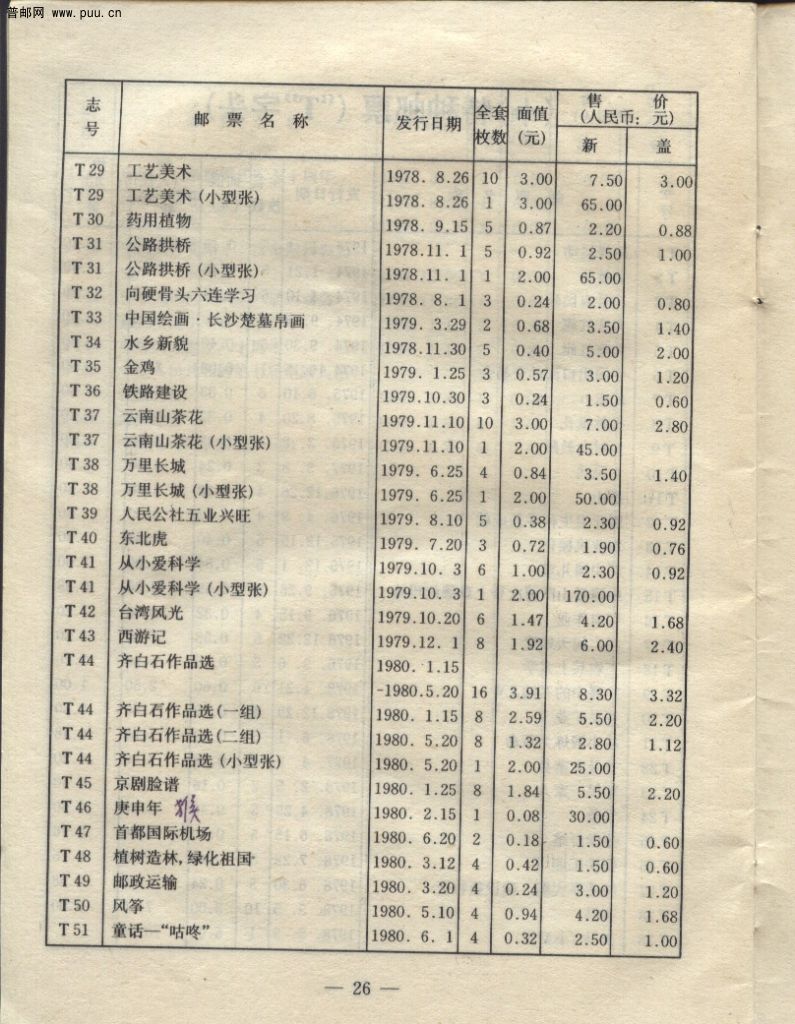 普邮网 www.puu.cn
志号 邮票名称 发行日期 全套枚数 面值(元) 售价(人民币：元) 新 盖
T29 工艺美术 1978. 8.26 10 3.00 7.50 3.00
T29 工艺美术(小型张) 1978. 8.26 1 3.00 65.00
T30 药用植物 1978. 9.15 5 0.87 2.20 0.88
T31 公路拱桥 1978.11. 1 5 0.92 2.50 1.00
T31 公路拱桥(小型张) 1978.11. 1 1 2.00 65.00
T32 向硬骨头六连学习 1978. 8. 1 3 0.24 2.00 0.80
T33 中国绘画·长沙楚墓帛画 1979. 3.29 2 0.68 3.50 1.40
T34 水乡新貌 1978.11.30 5 0.40 5.00 2.00
T35 金鸡 1979. 1.25 3 0.57 3.00 1.20
T36 铁路建设 1979.10.30 3 0.24 1.50 0.60
T37 云南山茶花 1979.11.10 10 3.00 7.00 2.80
T37 云南山茶花(小型张) 1979.11.10 1 2.00 45.00
T38 万里长城 1979. 6.25 4 0.84 3.50 1.40
T38 万里长城(小型张) 1979. 6.25 1 2.00 50.00
T39 人民公社五业兴旺 1979. 8.10 5 0.38 2.30 0.92
T40 东北虎 1979. 7.20 3 0.72 1.90 0.76
T41 从小爱科学 1979.10. 3 6 1.00 2.30 0.92
T41 从小爱科学(小型张) 1979.10. 3 1 2.00 170.00
T42 台湾风光 1979.10.20 6 1.47 4.20 1.68
T43 西游记 1979.12. 1 8 1.92 6.00 2.40
T44 齐白石作品选 1980. 1.15
-1980.5.20 16 3.91 8.30 3.32
T44 齐白石作品选(一组) 1980. 1.15 8 2.59 5.50 2.20
T44 齐白石作品选(二组) 1980. 5.20 8 1.32 2.80 1.12
T44 齐白石作品选(小型张) 1980. 5.20 1 2.00 25.00
T45 京剧脸谱 1980. 1.25 8 1.84 5.50 2.20
T46 庚申年 猴 1980. 2.15 1 0.08 30.00
T47 首都国际机场 1980. 6.20 2 0.18 1.50 0.60
T48 植树造林,绿化祖国 1980. 3.12 4 0.42 1.50 0.60
T49 邮政运输 1980. 3.20 4 0.24 3.00 1.20
T50 风筝 1980. 5.10 4 0.94 4.20 1.68
T51 童话—“咕咚” 1980. 6. 1 4 0.32 2.50 1.00
— 26 —